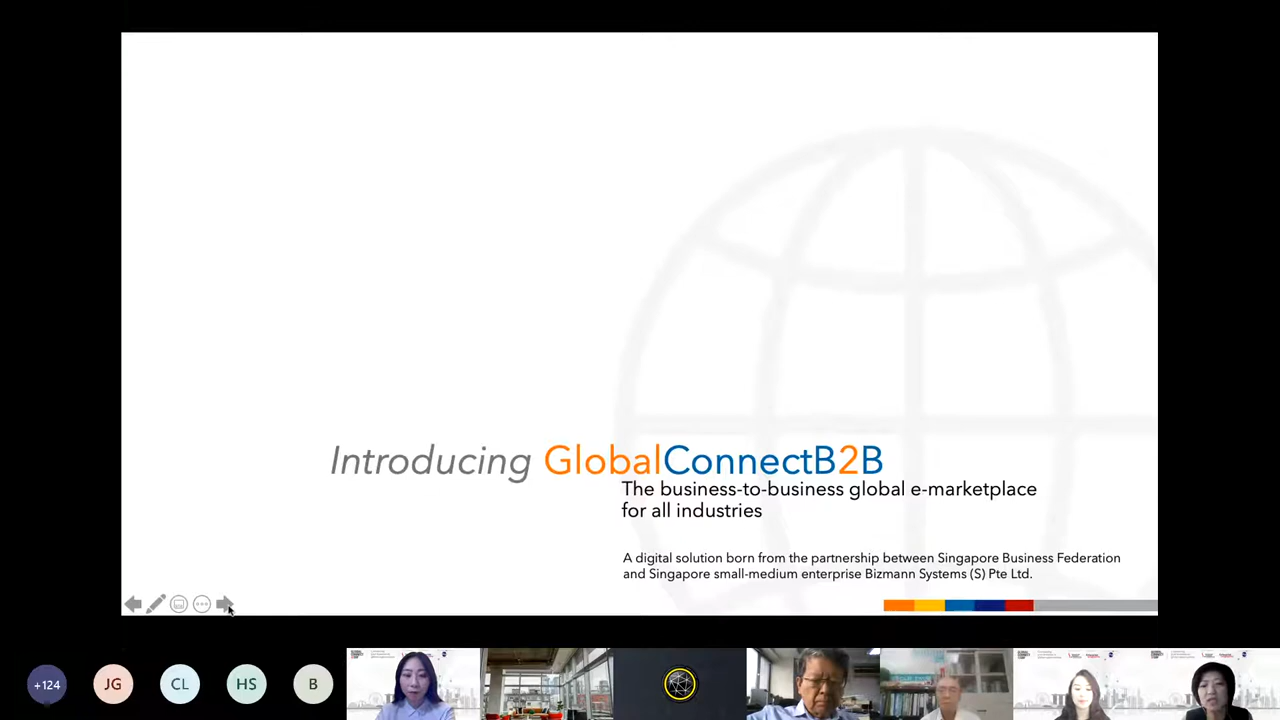 Introducing GlobalConnectB2B
The business-to-business global e-marketplace
for all industries
A digital solution born from the partnership between Singapore Business Federation
and Singapore small-medium enterprise Bizmann Systems (S) Pte Ltd.
+124
JG
CL
HS
B